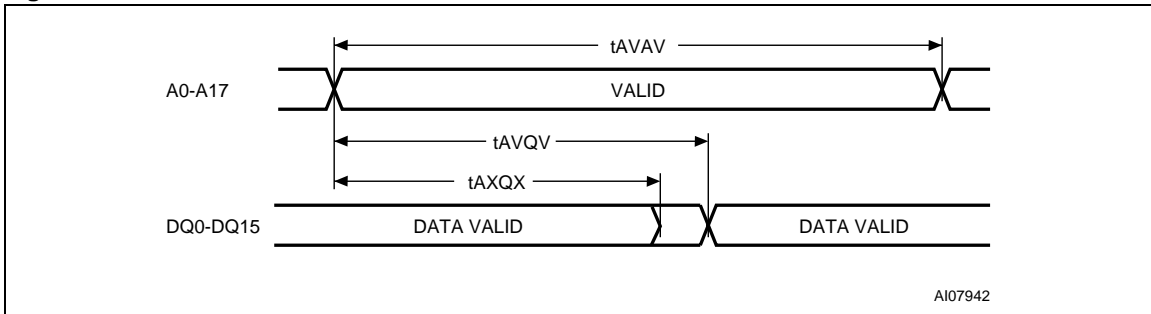 tAVAV
A0-A17
VALID
tAVQV
tAXQX
DQ0-DQ15
DATA VALID
DATA VALID
AI07942